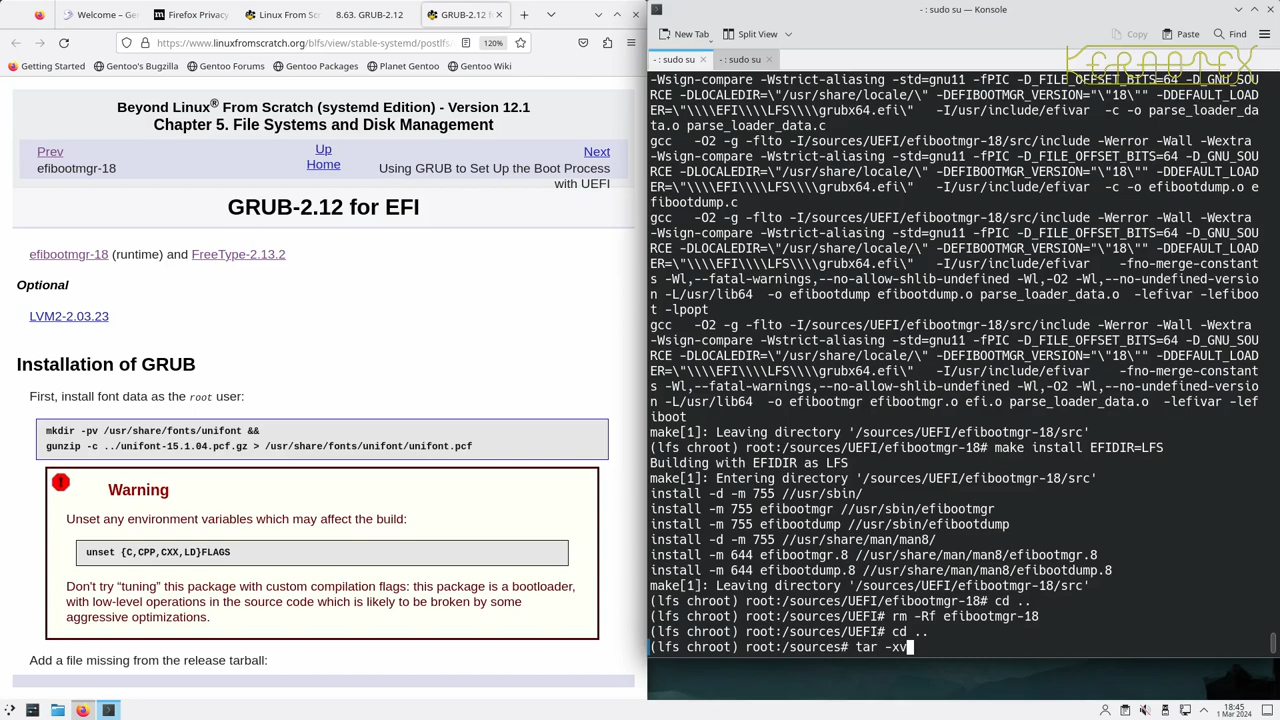 Welcome – Ge
Firefox Privacy
Linux From Scr
8.63. GRUB-2.12
GRUB-2.12 f
https://www.linuxfromscratch.org/blfs/view/stable-systemd/postlfs/
120%
Getting Started
Gentoo's Bugzilla
Gentoo Forums
Gentoo Packages
Planet Gentoo
Gentoo Wiki
Beyond Linux® From Scratch (systemd Edition) - Version 12.1
Chapter 5. File Systems and Disk Management
Prev
efibootmgr-18
Up
Home
Next
Using GRUB to Set Up the Boot Process
with UEFI
GRUB-2.12 for EFI
efibootmgr-18 (runtime) and FreeType-2.13.2
Optional
LVM2-2.03.23
Installation of GRUB
First, install font data as the root user:
mkdir -pv /usr/share/fonts/unifont &&
gunzip -c ../unifont-15.1.04.pcf.gz > /usr/share/fonts/unifont/unifont.pcf
Warning
Unset any environment variables which may affect the build:
unset {C,CPP,CXX,LD}FLAGS
Don't try “tuning” this package with custom compilation flags: this package is a bootloader,
with low-level operations in the source code which is likely to be broken by some
aggressive optimizations.
Add a file missing from the release tarball:
- : sudo su — Konsole
New Tab
Split View
Copy
Paste
Find
- : sudo su
- : sudo su
KERNOTEX
-Wsign-compare -Wstrict-aliasing -std=gnu11 -fPIC -D_FILE_OFFSET_BITS=64 -D_GNU_SOU
RCE -DLOCALEDIR=\"/usr/share/locale/\" -DEFIBOOTMGR_VERSION="\"18\"" -DDEFAULT_LOAD
ER=\"\\\\EFI\\\\LFS\\\\grubx64.efi\"  -I/usr/include/efivar   -c -o parse_loader_da
ta.o parse_loader_data.c
gcc   -O2 -g -flto -I/sources/UEFI/efibootmgr-18/src/include -Werror -Wall -Wextra
-Wsign-compare -Wstrict-aliasing -std=gnu11 -fPIC -D_FILE_OFFSET_BITS=64 -D_GNU_SOU
RCE -DLOCALEDIR=\"/usr/share/locale/\" -DEFIBOOTMGR_VERSION="\"18\"" -DDEFAULT_LOAD
ER=\"\\\\EFI\\\\LFS\\\\grubx64.efi\"  -I/usr/include/efivar   -c -o efibootdump.o e
fibootdump.c
gcc   -O2 -g -flto -I/sources/UEFI/efibootmgr-18/src/include -Werror -Wall -Wextra
-Wsign-compare -Wstrict-aliasing -std=gnu11 -fPIC -D_FILE_OFFSET_BITS=64 -D_GNU_SOU
RCE -DLOCALEDIR=\"/usr/share/locale/\" -DEFIBOOTMGR_VERSION="\"18\"" -DDEFAULT_LOAD
ER=\"\\\\EFI\\\\LFS\\\\grubx64.efi\"  -I/usr/include/efivar    -fno-merge-constant
s -Wl,--fatal-warnings,--no-allow-shlib-undefined -Wl,-O2 -Wl,--no-undefined-versio
n -L/usr/lib64  -o efibootdump efibootdump.o parse_loader_data.o  -lefivar -lefiboo
t -lpopt
gcc   -O2 -g -flto -I/sources/UEFI/efibootmgr-18/src/include -Werror -Wall -Wextra
-Wsign-compare -Wstrict-aliasing -std=gnu11 -fPIC -D_FILE_OFFSET_BITS=64 -D_GNU_SOU
RCE -DLOCALEDIR=\"/usr/share/locale/\" -DEFIBOOTMGR_VERSION="\"18\"" -DDEFAULT_LOAD
ER=\"\\\\EFI\\\\LFS\\\\grubx64.efi\"  -I/usr/include/efivar    -fno-merge-constant
s -Wl,--fatal-warnings,--no-allow-shlib-undefined -Wl,-O2 -Wl,--no-undefined-versio
n -L/usr/lib64  -o efibootmgr efibootmgr.o efi.o parse_loader_data.o  -lefivar -lef
iboot
make[1]: Leaving directory '/sources/UEFI/efibootmgr-18/src'
(lfs chroot) root:/sources/UEFI/efibootmgr-18# make install EFIDIR=LFS
Building with EFIDIR as LFS
make[1]: Entering directory '/sources/UEFI/efibootmgr-18/src'
install -d -m 755 //usr/sbin/
install -m 755 efibootmgr //usr/sbin/efibootmgr
install -m 755 efibootdump //usr/sbin/efibootdump
install -d -m 755 //usr/share/man/man8/
install -m 644 efibootmgr.8 //usr/share/man/man8/efibootmgr.8
install -m 644 efibootdump.8 //usr/share/man/man8/efibootdump.8
make[1]: Leaving directory '/sources/UEFI/efibootmgr-18/src'
(lfs chroot) root:/sources/UEFI/efibootmgr-18# cd ..
(lfs chroot) root:/sources/UEFI# rm -Rf efibootmgr-18
(lfs chroot) root:/sources/UEFI# cd ..
(lfs chroot) root:/sources# tar -xv
18:45
1 Mar 2024